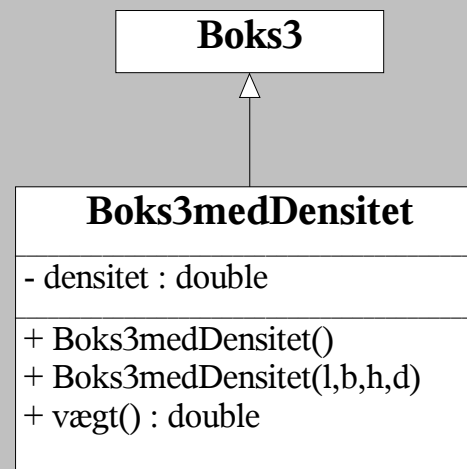 Boks3
Boks3medDensitet
- densitet : double
+ Boks3medDensitet()
+ Boks3medDensitet(l,b,h,d)
+ vægt() : double